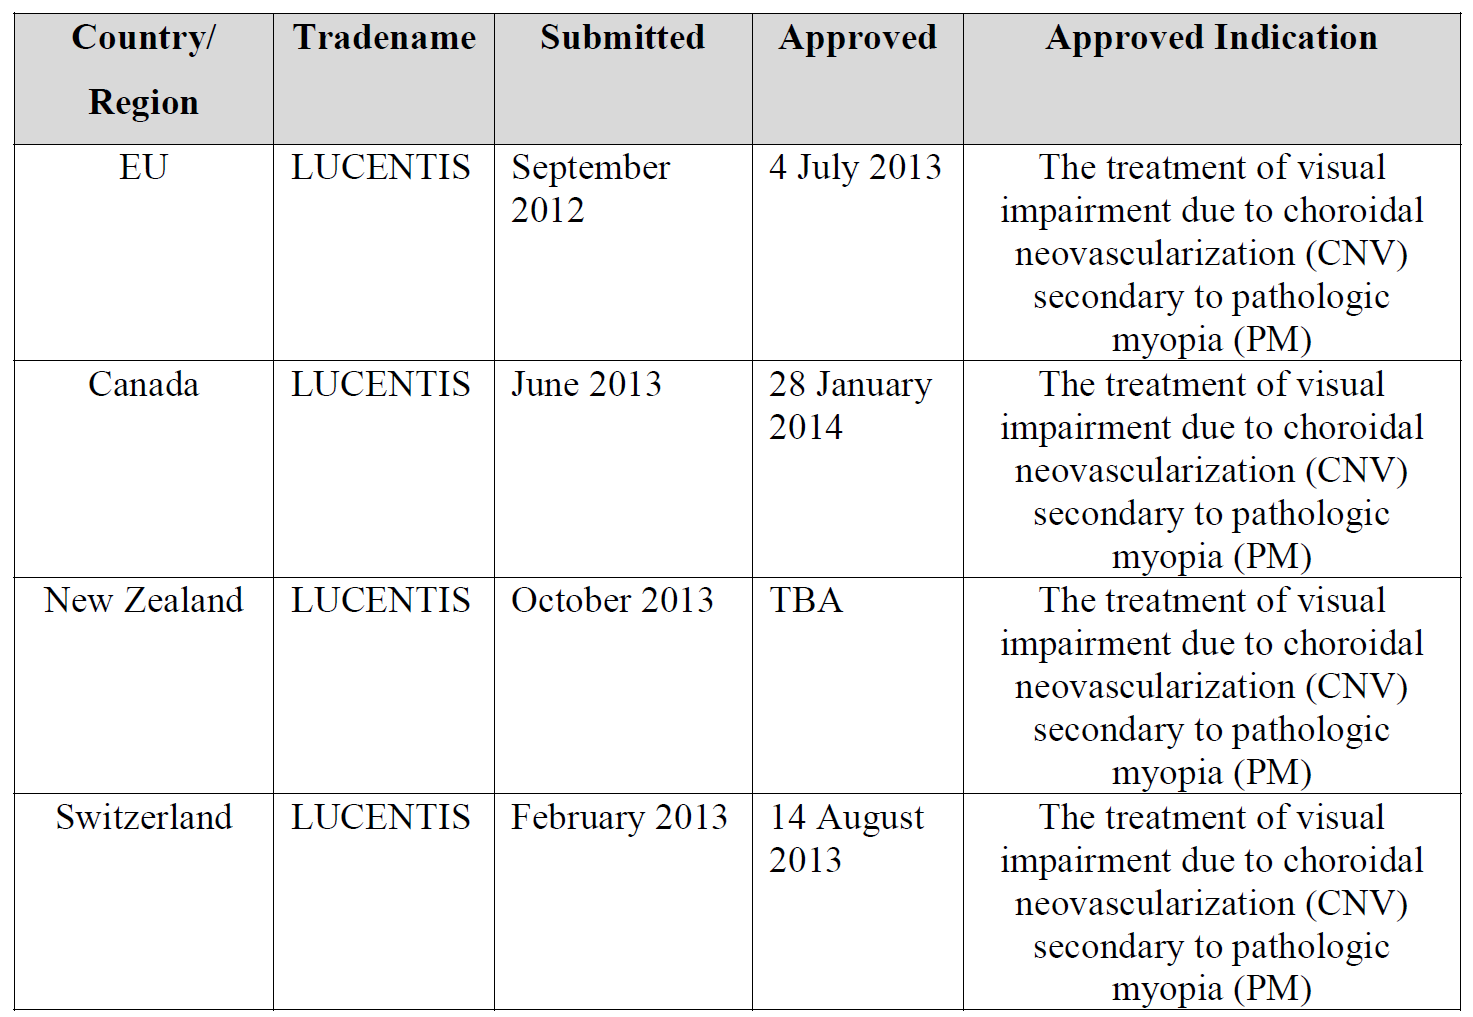 Country/
Region
Tradename
Submitted
Approved
Approved Indication
EU
LUCENTIS
September
2012
4 July 2013
The treatment of visual
impairment due to choroidal
neovascularization (CNV)
secondary to pathologic
myopia (PM)
Canada
LUCENTIS
June 2013
28 January
2014
The treatment of visual
impairment due to choroidal
neovascularization (CNV)
secondary to pathologic
myopia (PM)
New Zealand
LUCENTIS
October 2013
TBA
The treatment of visual
impairment due to choroidal
neovascularization (CNV)
secondary to pathologic
myopia (PM)
Switzerland
LUCENTIS
February 2013
14 August
2013
The treatment of visual
impairment due to choroidal
neovascularization (CNV)
secondary to pathologic
myopia (PM)